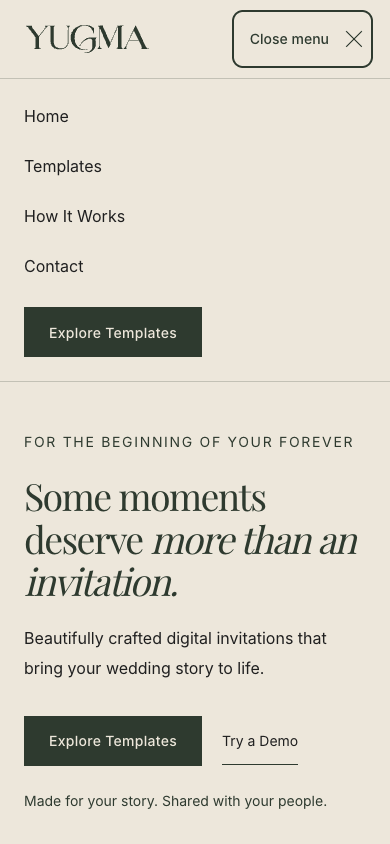 YUGMA
Close menu
Home
Templates
How It Works
Contact
Explore Templates
FOR THE BEGINNING OF YOUR FOREVER
Some moments
deserve more than an
invitation.
Beautifully crafted digital invitations that
bring your wedding story to life.
Explore Templates
Try a Demo
Made for your story. Shared with your people.